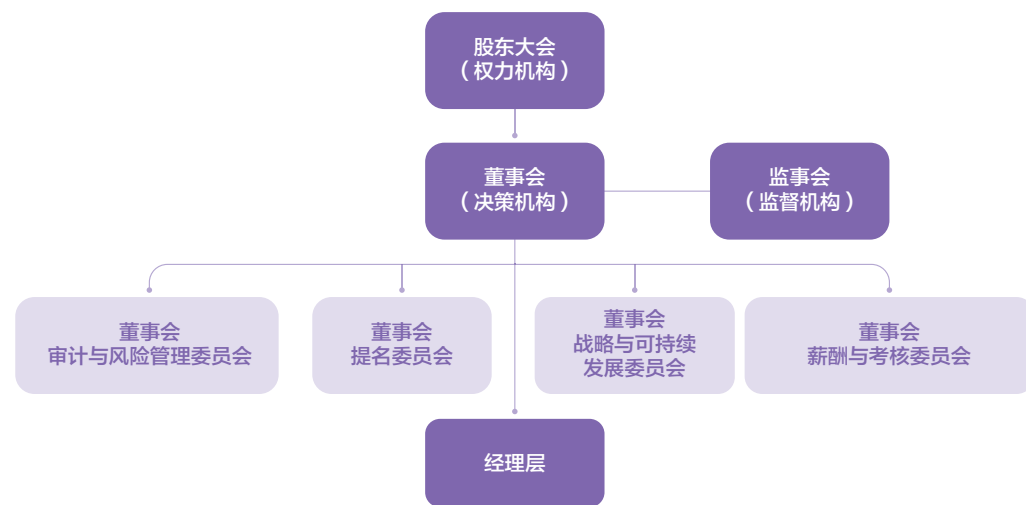 股东大会
（权力机构）
董事会
（决策机构）
监事会
（监督机构）
董事会
审计与风险管理委员会
董事会
提名委员会
董事会
战略与可持续
发展委员会
董事会
薪酬与考核委员会
经理层